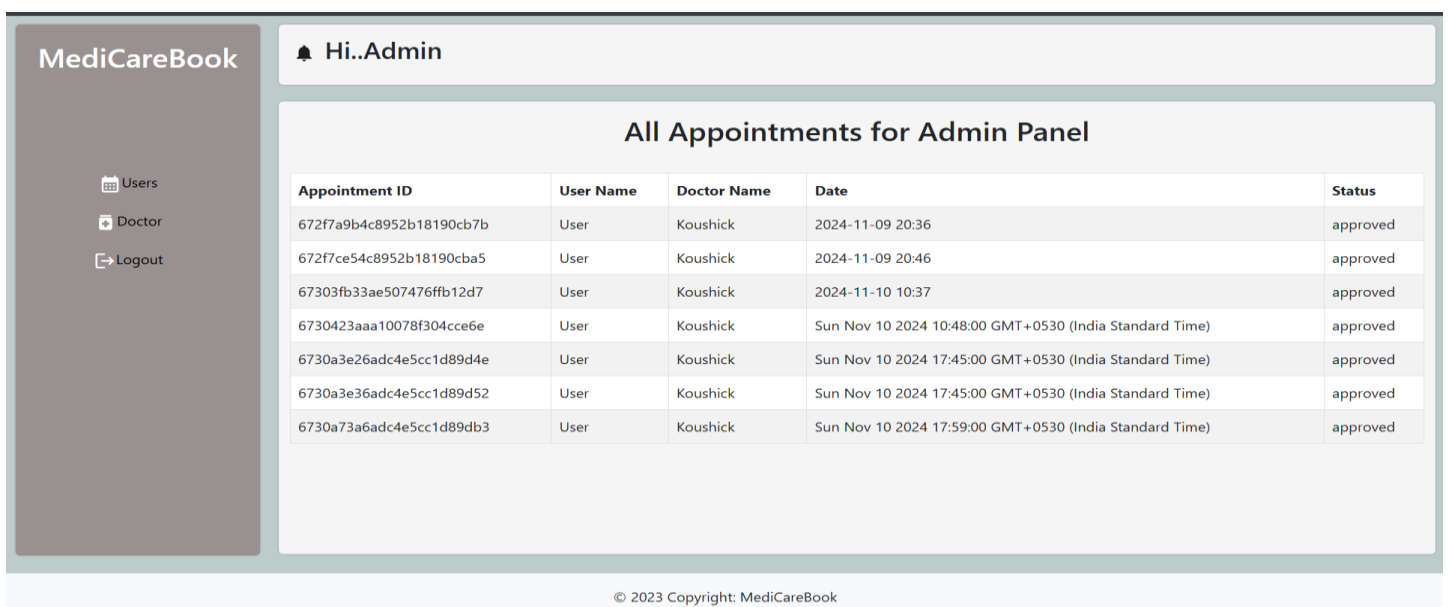 MediCareBook
Users
Doctor
Logout
Hi..Admin
All Appointments for Admin Panel
Appointment ID User Name Doctor Name Date Status
672f7a9b4c8952b18190cb7b User Koushick 2024-11-09 20:36 approved
672f7ce54c8952b18190cba5 User Koushick 2024-11-09 20:46 approved
67303fb33ae507476ffb12d7 User Koushick 2024-11-10 10:37 approved
6730423aaa10078f304cce6e User Koushick Sun Nov 10 2024 10:48:00 GMT+0530 (India Standard Time) approved
6730a3e26adc4e5cc1d89d4e User Koushick Sun Nov 10 2024 17:45:00 GMT+0530 (India Standard Time) approved
6730a3e36adc4e5cc1d89d52 User Koushick Sun Nov 10 2024 17:45:00 GMT+0530 (India Standard Time) approved
6730a73a6adc4e5cc1d89db3 User Koushick Sun Nov 10 2024 17:59:00 GMT+0530 (India Standard Time) approved
© 2023 Copyright: MediCareBook